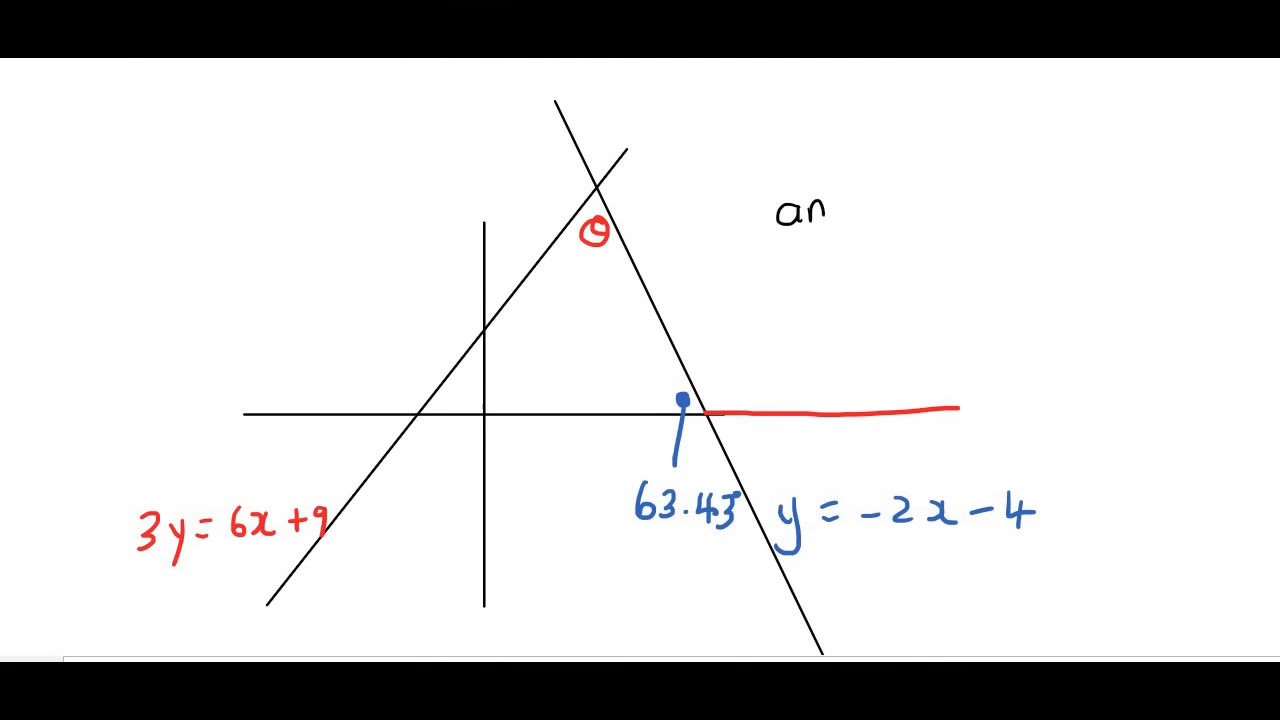 an
θ
63.43°
y = -2x - 4
3y = 6x + 9